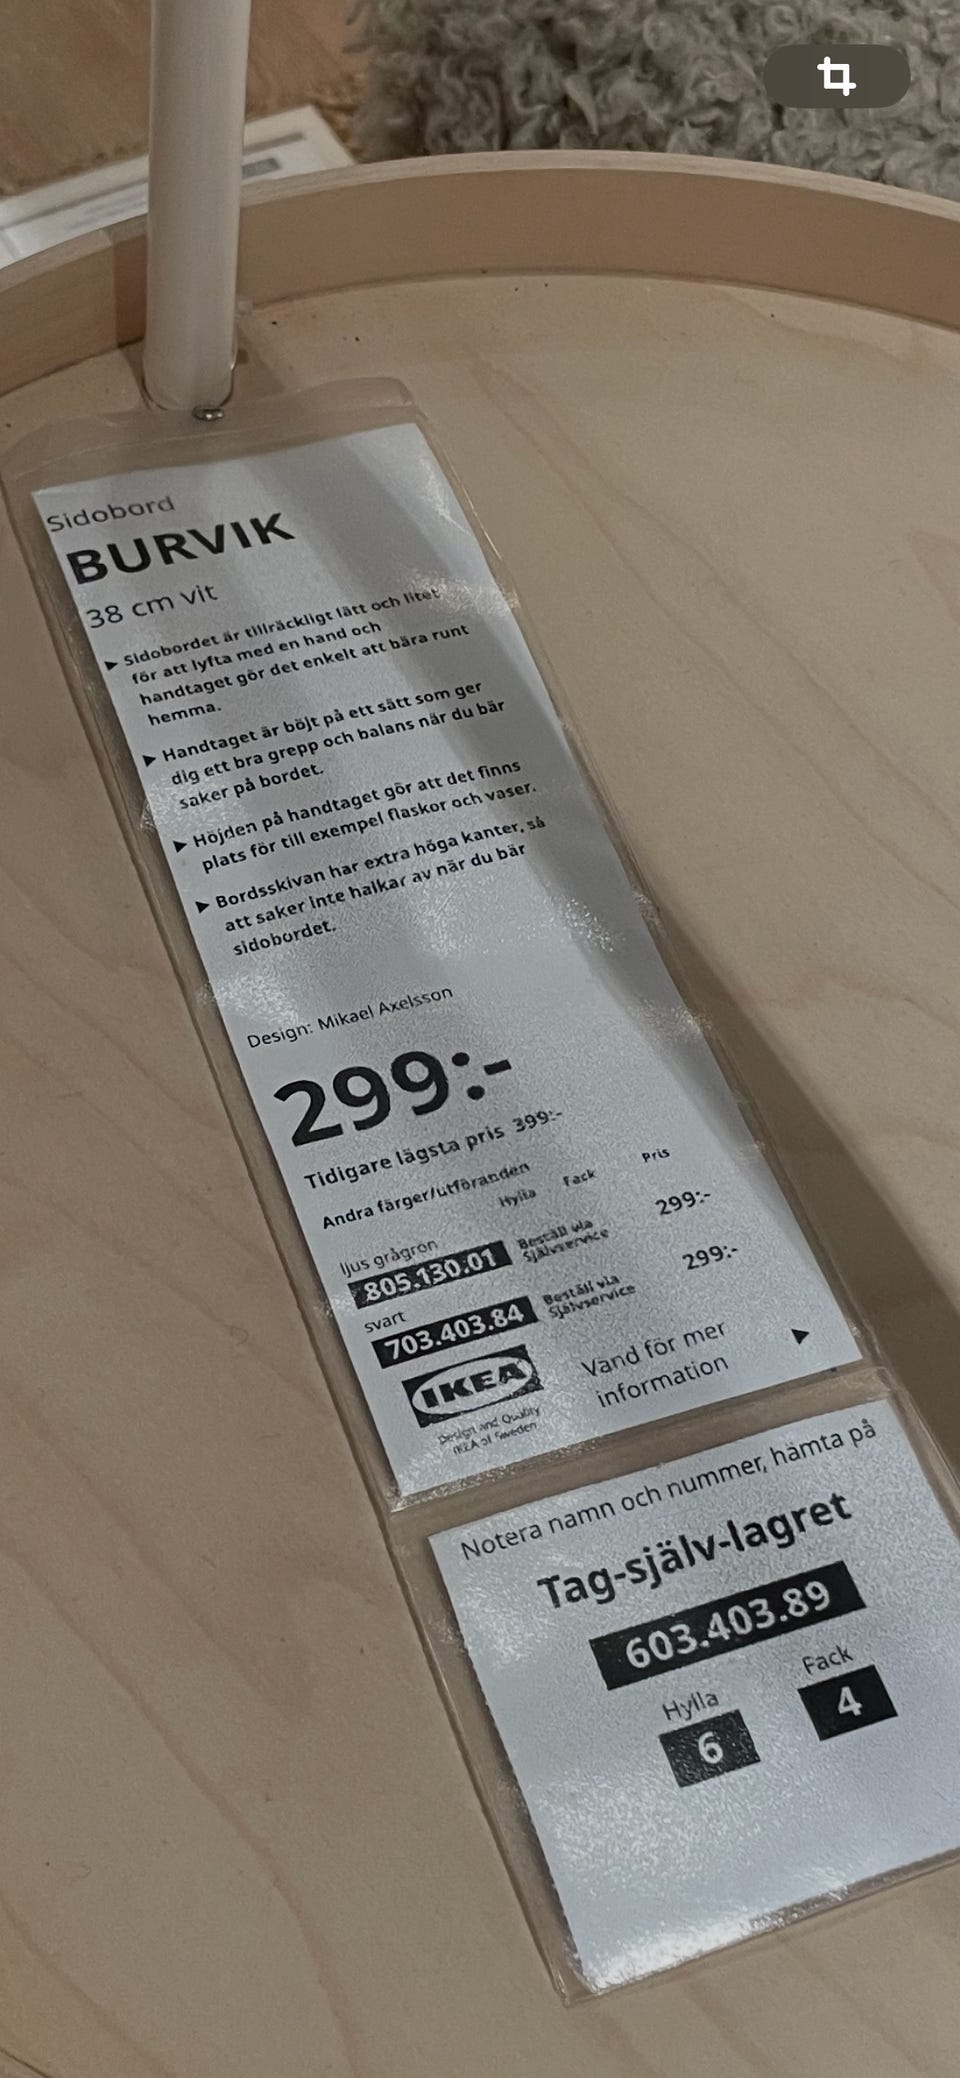 Sidobord
BURVIK
38 cm vit
▶ Sidobordet är tillräckligt lätt och litet
för att lyfta med en hand och
handtaget gör det enkelt att bära runt
hemma.
▶ Handtaget är böjt på ett sätt som ger
dig ett bra grepp och balans när du bär
saker på bordet.
▶ Höjden på handtaget gör att det finns
plats för till exempel flaskor och vaser.
▶ Bordsskivan har extra höga kanter, så
att saker inte halkar av när du bär
sidobordet.
Design: Mikael Axelsson
299:-
Tidigare lägsta pris 399:-
Andra färger/utföranden
Hylla Fack Pris
ljus grågrön
805.130.01 Beställ via Självservice 299:-
svart
703.403.84 Beställ via Självservice 299:-
IKEA
Design and Quality
IKEA of Sweden
Vänd för mer
information ▶
Notera namn och nummer, hämta på
Tag-själv-lagret
603.403.89
Hylla Fack
6 4